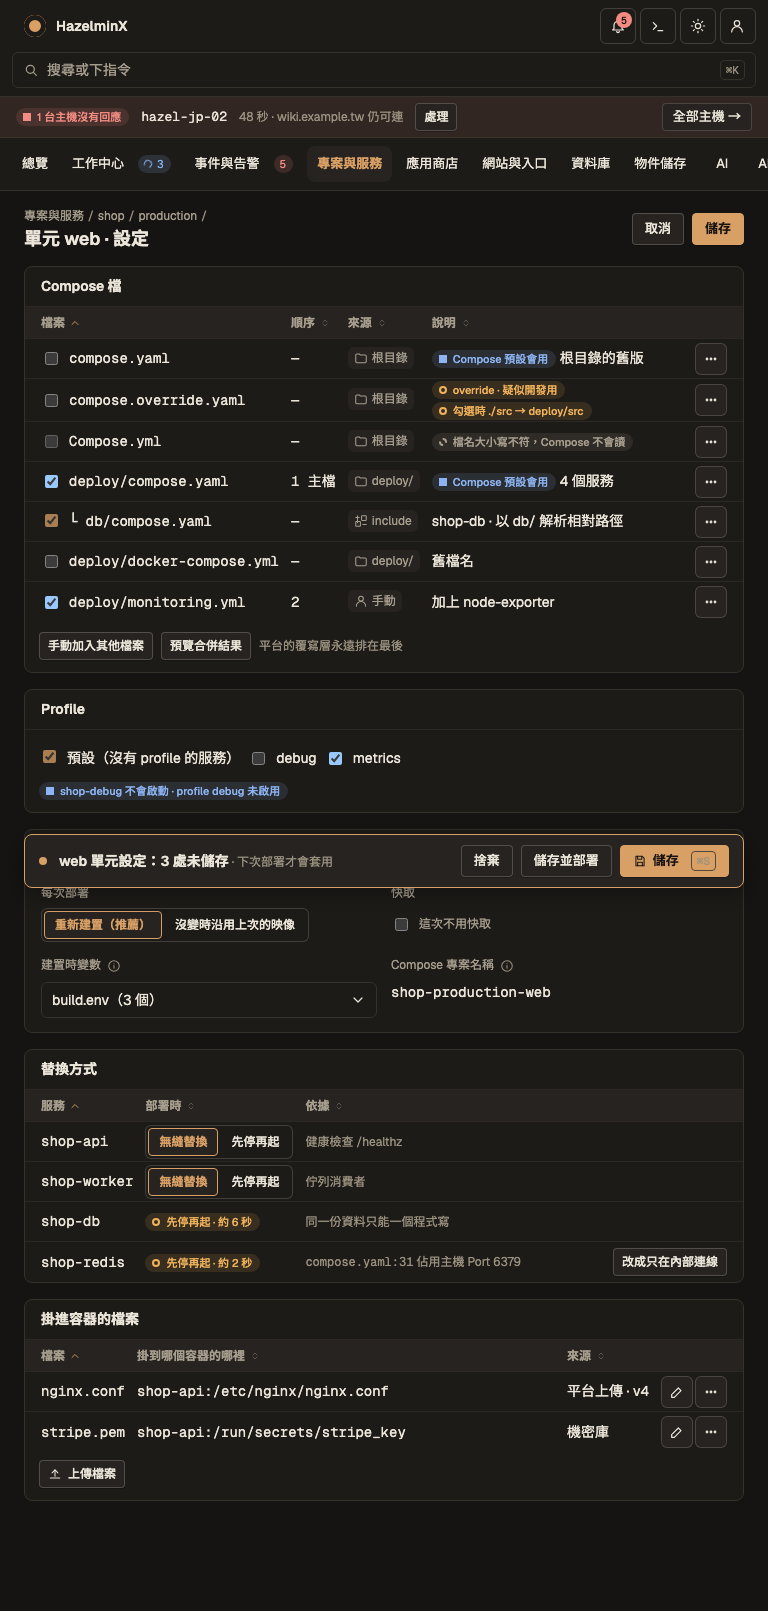 HazelminX
5
搜尋或下指令
⌘K
1 台主機沒有回應 hazel-jp-02 48 秒 · wiki.example.tw 仍可連 處理 全部主機 →
總覽 工作中心 3 事件與告警 5 專案與服務 應用商店 網站與入口 資料庫 物件儲存 AI A
專案與服務 / shop / production /
單元 web · 設定
取消 儲存
Compose 檔
檔案 順序 來源 說明
compose.yaml — 根目錄 Compose 預設會用 根目錄的舊版
compose.override.yaml — 根目錄 override · 疑似開發用
勾選時 ./src → deploy/src
Compose.yml — 根目錄 檔名大小寫不符，Compose 不會讀
deploy/compose.yaml 1 主檔 deploy/ Compose 預設會用 4 個服務
└ db/compose.yaml — include shop-db · 以 db/ 解析相對路徑
deploy/docker-compose.yml — deploy/ 舊檔名
deploy/monitoring.yml 2 手動 加上 node-exporter
手動加入其他檔案 預覽合併結果 平台的覆寫層永遠排在最後
Profile
預設（沒有 profile 的服務） debug metrics
shop-debug 不會啟動 · profile debug 未啟用
web 單元設定：3 處未儲存 · 下次部署才會套用 捨棄 儲存並部署 儲存 ⌘S
每次部署 快取
重新建置（推薦） 沒變時沿用上次的映像 這次不用快取
建置時變數 Compose 專案名稱
build.env（3 個） shop-production-web
替換方式
服務 部署時 依據
shop-api 無縫替換 先停再起 健康檢查 /healthz
shop-worker 無縫替換 先停再起 佇列消費者
shop-db 先停再起 · 約 6 秒 同一份資料只能一個程式寫
shop-redis 先停再起 · 約 2 秒 compose.yaml:31 佔用主機 Port 6379 改成只在內部連線
掛進容器的檔案
檔案 掛到哪個容器的哪裡 來源
nginx.conf shop-api:/etc/nginx/nginx.conf 平台上傳 · v4
stripe.pem shop-api:/run/secrets/stripe_key 機密庫
上傳檔案